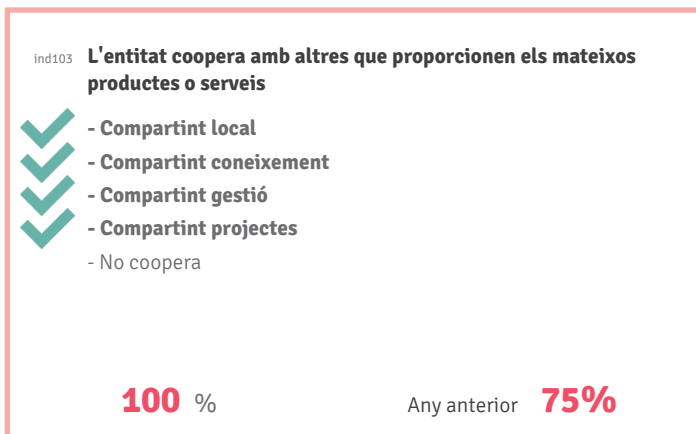 ind103 L'entitat coopera amb altres que proporcionen els mateixos
productes o serveis
- Compartint local
- Compartint coneixement
- Compartint gestió
- Compartint projectes
- No coopera
100 % Any anterior 75%